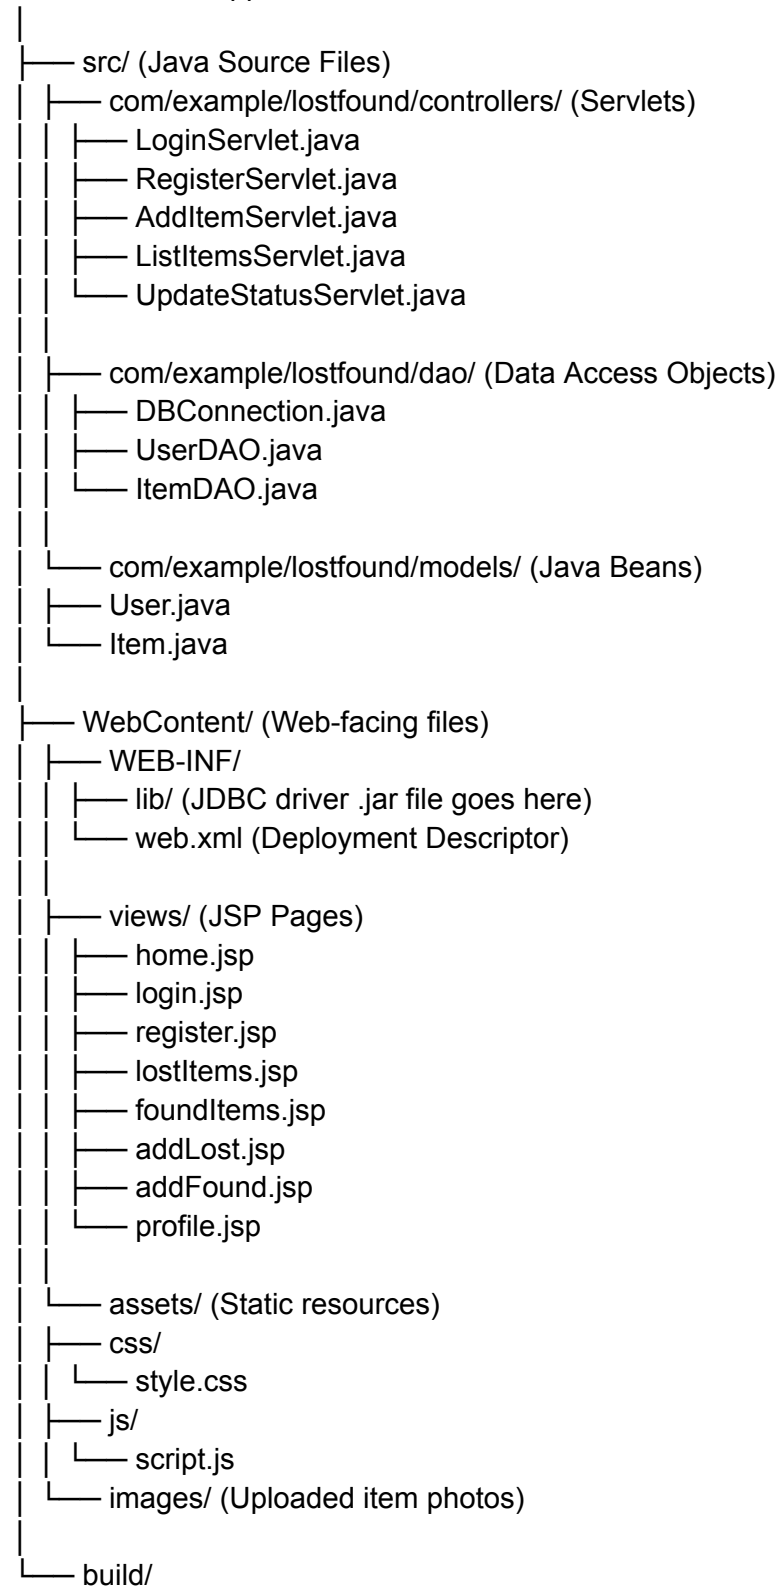 │
├── src/ (Java Source Files)
│ ├── com/example/lostfound/controllers/ (Servlets)
│ │ ├── LoginServlet.java
│ │ ├── RegisterServlet.java
│ │ ├── AddItemServlet.java
│ │ ├── ListItemsServlet.java
│ │ └── UpdateStatusServlet.java
│ │
│ ├── com/example/lostfound/dao/ (Data Access Objects)
│ │ ├── DBConnection.java
│ │ ├── UserDAO.java
│ │ └── ItemDAO.java
│ │
│ └── com/example/lostfound/models/ (Java Beans)
│ ├── User.java
│ └── Item.java
│
├── WebContent/ (Web-facing files)
│ ├── WEB-INF/
│ │ ├── lib/ (JDBC driver .jar file goes here)
│ │ └── web.xml (Deployment Descriptor)
│ │
│ ├── views/ (JSP Pages)
│ │ ├── home.jsp
│ │ ├── login.jsp
│ │ ├── register.jsp
│ │ ├── lostItems.jsp
│ │ ├── foundItems.jsp
│ │ ├── addLost.jsp
│ │ ├── addFound.jsp
│ │ └── profile.jsp
│ │
│ └── assets/ (Static resources)
│ ├── css/
│ │ └── style.css
│ ├── js/
│ │ └── script.js
│ └── images/ (Uploaded item photos)
│
└── build/